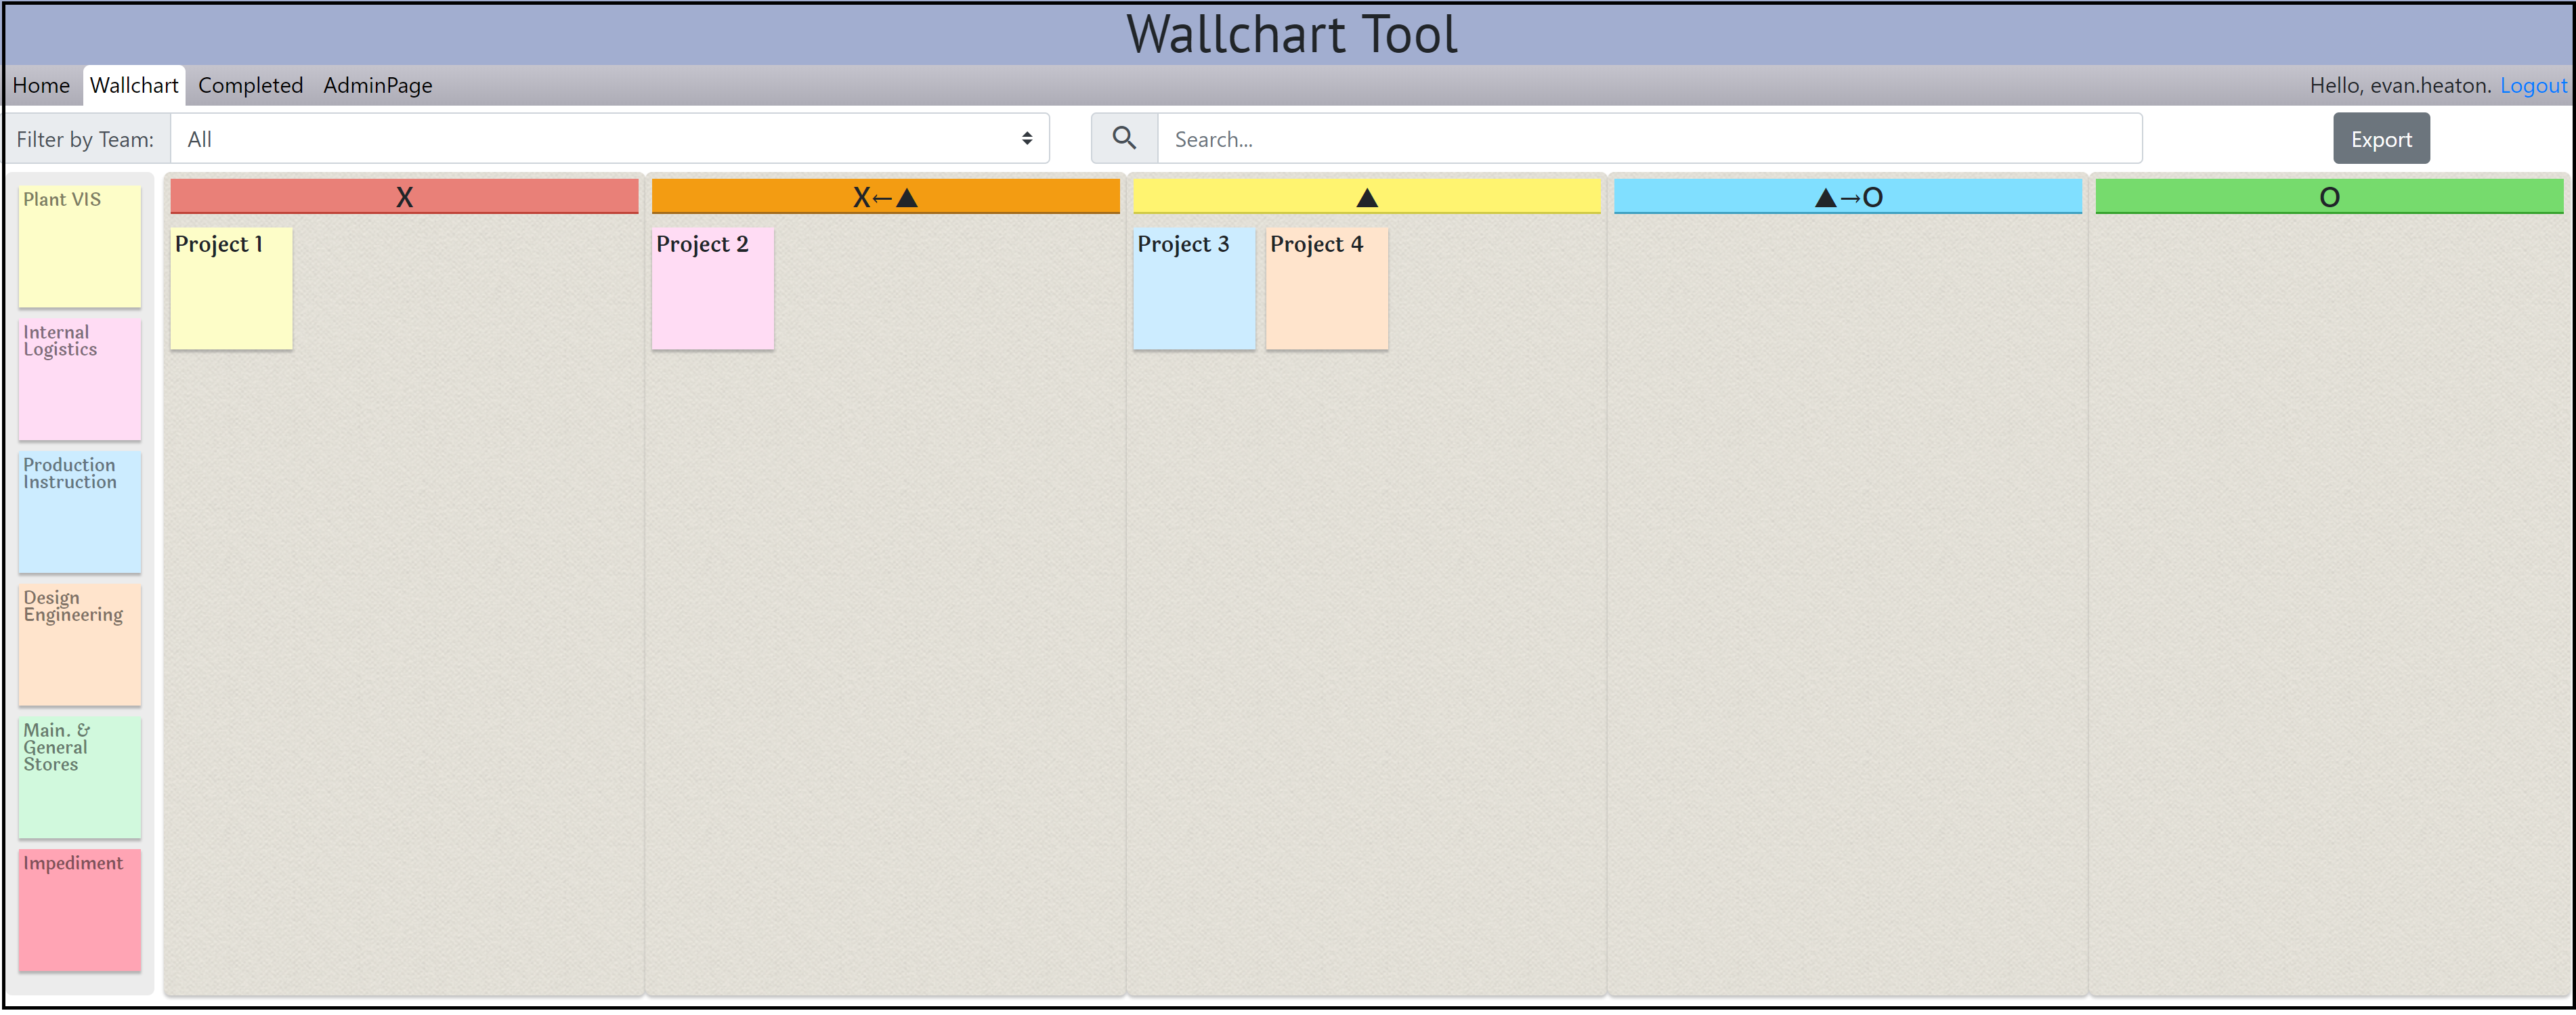 Wallchart Tool
Home Wallchart Completed AdminPage Hello, evan.heaton. Logout
Filter by Team: All Search... Export
X X←▲ ▲ ▲→O O
Plant VIS
Internal
Logistics
Production
Instruction
Design
Engineering
Main. &
General
Stores
Impediment
Project 1 Project 2 Project 3 Project 4